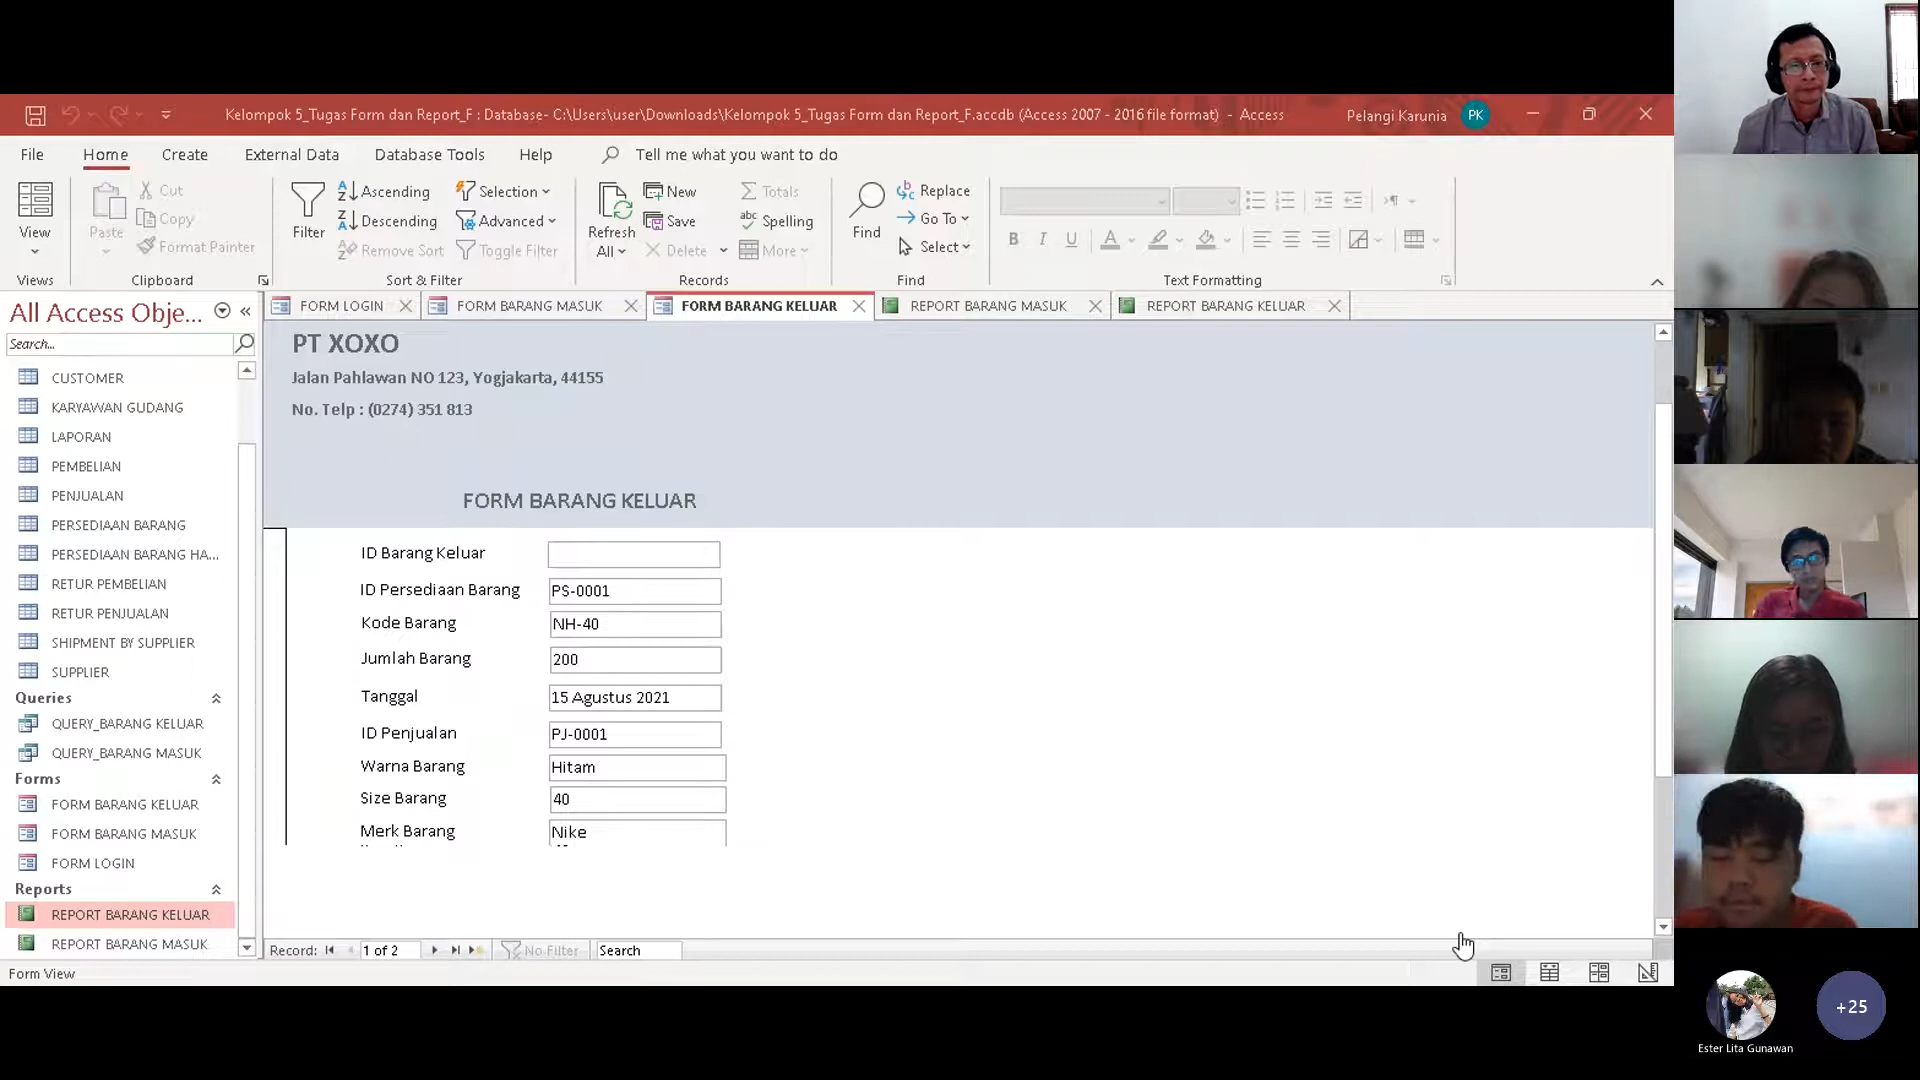 Kelompok 5_Tugas Form dan Report_F : Database- C:\Users\user\Downloads\Kelompok 5_Tugas Form dan Report_F.accdb (Access 2007 - 2016 file format) - Access
Pelangi Karunia
PK
File Home Create External Data Database Tools Help Tell me what you want to do
View
Views
Paste
Cut
Copy
Format Painter
Clipboard
Filter
Ascending
Descending
Remove Sort
Selection
Advanced
Toggle Filter
Sort & Filter
Refresh
All
New
Save
Delete
Totals
Spelling
More
Records
Find
Replace
Go To
Select
Find
B I U
Text Formatting
All Access Obje...
Search...
CUSTOMER
KARYAWAN GUDANG
LAPORAN
PEMBELIAN
PENJUALAN
PERSEDIAAN BARANG
PERSEDIAAN BARANG HA...
RETUR PEMBELIAN
RETUR PENJUALAN
SHIPMENT BY SUPPLIER
SUPPLIER
Queries
QUERY_BARANG KELUAR
QUERY_BARANG MASUK
Forms
FORM BARANG KELUAR
FORM BARANG MASUK
FORM LOGIN
Reports
REPORT BARANG KELUAR
REPORT BARANG MASUK
FORM LOGIN FORM BARANG MASUK FORM BARANG KELUAR REPORT BARANG MASUK REPORT BARANG KELUAR
PT XOXO
Jalan Pahlawan NO 123, Yogjakarta, 44155
No. Telp : (0274) 351 813
FORM BARANG KELUAR
ID Barang Keluar
ID Persediaan Barang PS-0001
Kode Barang NH-40
Jumlah Barang 200
Tanggal 15 Agustus 2021
ID Penjualan PJ-0001
Warna Barang Hitam
Size Barang 40
Merk Barang Nike
Record: 1 of 2 No Filter Search
Form View
+25
Ester Lita Gunawan